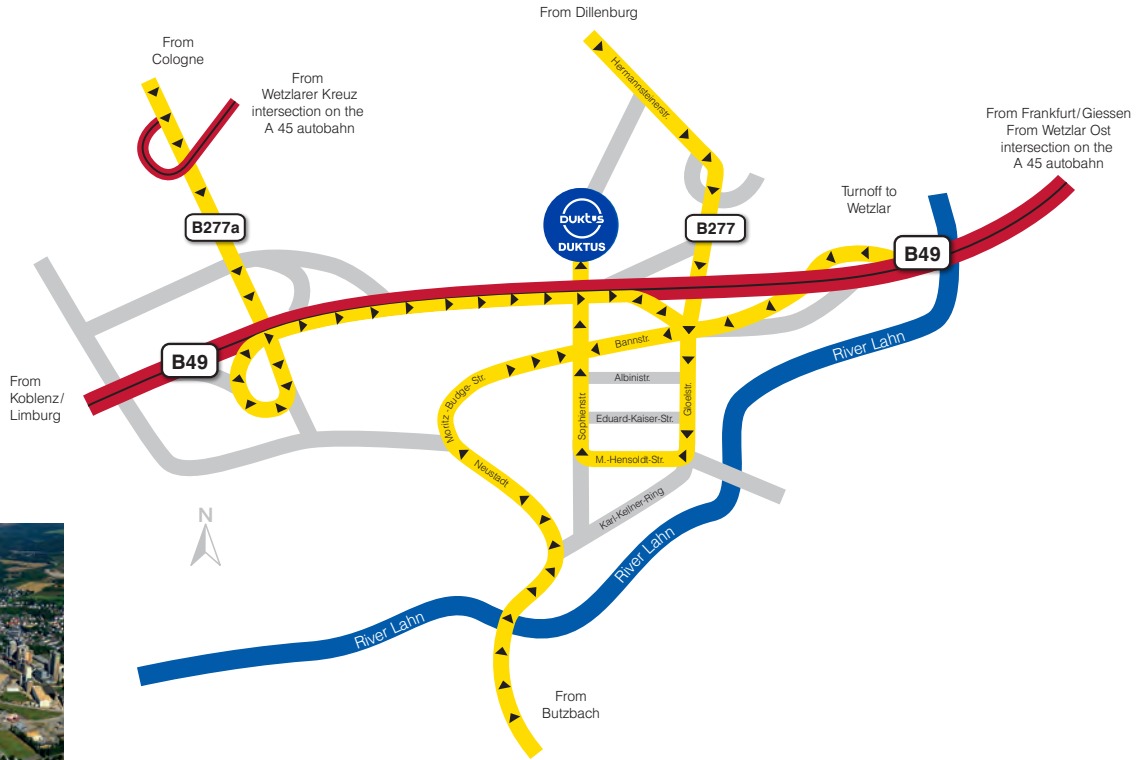 From Dillenburg
From
Cologne
From
Wetzlarer Kreuz
intersection on the
A 45 autobahn
Hermannsteinerstr.
From Frankfurt/Giessen
From Wetzlar Ost
intersection on the
A 45 autobahn
Turnoff to
Wetzlar
DUKTUS
DUKTUS
B277a
B277
B49
B49
River Lahn
From
Koblenz/
Limburg
Bannstr.
Moritz-Budge-Str.
Albinistr.
Sophienstr.
Gloelstr.
Eduard-Kaiser-Str.
M.-Hensoldt-Str.
Neustadt
Karl-Kellner-Ring
N
River Lahn
River Lahn
From
Butzbach